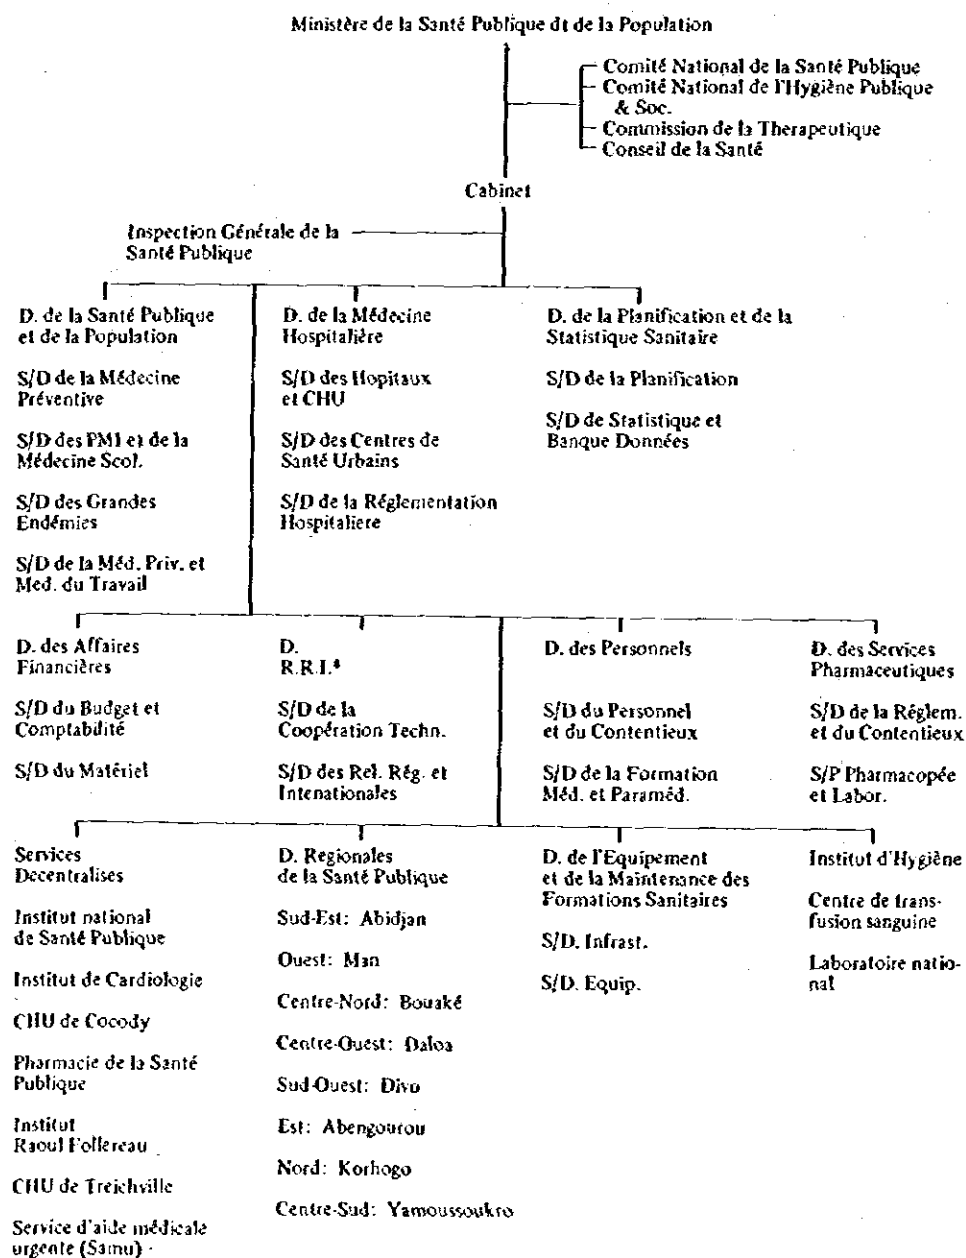 Ministère de la Santé Publique dt de la Population
Comité National de la Santé Publique
Comité National de l'Hygiène Publique
& Soc.
Commission de la Therapeutique
Conseil de la Santé
Cabinet
Inspection Générale de la
Santé Publique
D. de la Santé Publique
et de la Population
S/D de la Médecine
Préventive
S/D des PMI et de la
Médecine Scol.
S/D des Grandes
Endémies
S/D de la Méd. Priv. et
Med. du Travail
D. de la Médecine
Hospitalière
S/D des Hopitaux
et CHU
S/D des Centres de
Santé Urbains
S/D de la Réglementation
Hospitaliere
D. de la Planification et de la
Statistique Sanitaire
S/D de la Planification
S/D de Statistique et
Banque Données
D. des Affaires
Financières
S/D du Budget et
Comptabilité
S/D du Matériel
D.
R.R.I.*
S/D de la
Coopération Techn.
S/D des Rel. Rég. et
Intenationales
D. des Personnels
S/D du Personnel
et du Contentieux
S/D de la Formation
Méd. et Paraméd.
D. des Services
Pharmaceutiques
S/D de la Réglem.
et du Contentieux
S/P Pharmacopée
et Labor.
Services
Decentralises
Institut national
de Santé Publique
Institut de Cardiologie
CHU de Cocody
Pharmacie de la Santé
Publique
Institut
Raoul Follereau
CHU de Treichville
Service d'aide médicale
urgente (Samu)
D. Regionales
de la Santé Publique
Sud-Est: Abidjan
Ouest: Man
Centre-Nord: Bouaké
Centre-Ouest: Daloa
Sud-Ouest: Divo
Est: Abengourou
Nord: Korhogo
Centre-Sud: Yamoussoukro
D. de l'Equipement
et de la Maintenance des
Formations Sanitaires
S/D. Infrast.
S/D. Equip.
Institut d'Hygiène
Centre de trans-
fusion sanguine
Laboratoire natio-
nal